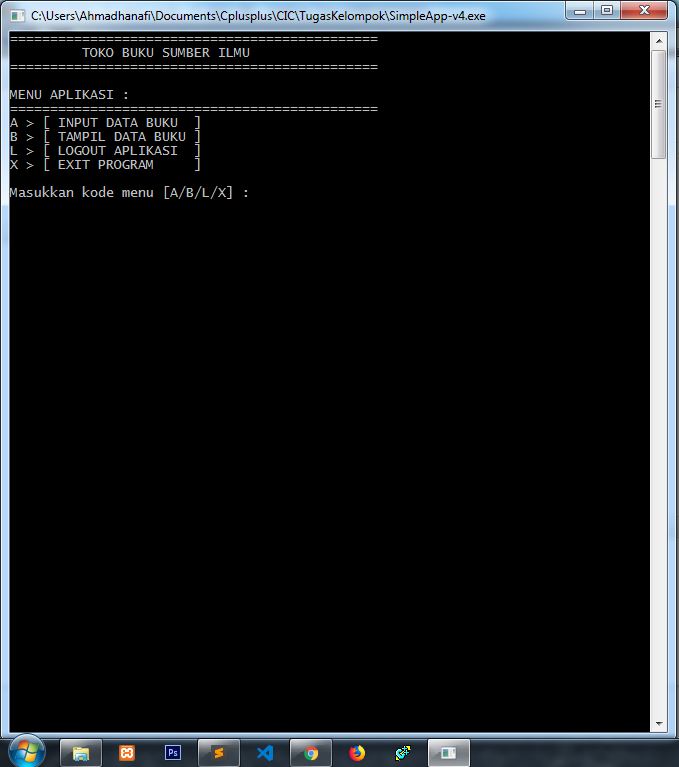 C:\Users\Ahmadhanafi\Documents\Cplusplus\CIC\TugasKelompok\SimpleApp-v4.exe
==============================================
TOKO BUKU SUMBER ILMU
==============================================
MENU APLIKASI :
==============================================
A > [ INPUT DATA BUKU  ]
B > [ TAMPIL DATA BUKU ]
L > [ LOGOUT APLIKASI  ]
X > [ EXIT PROGRAM     ]
Masukkan kode menu [A/B/L/X] :
Ps